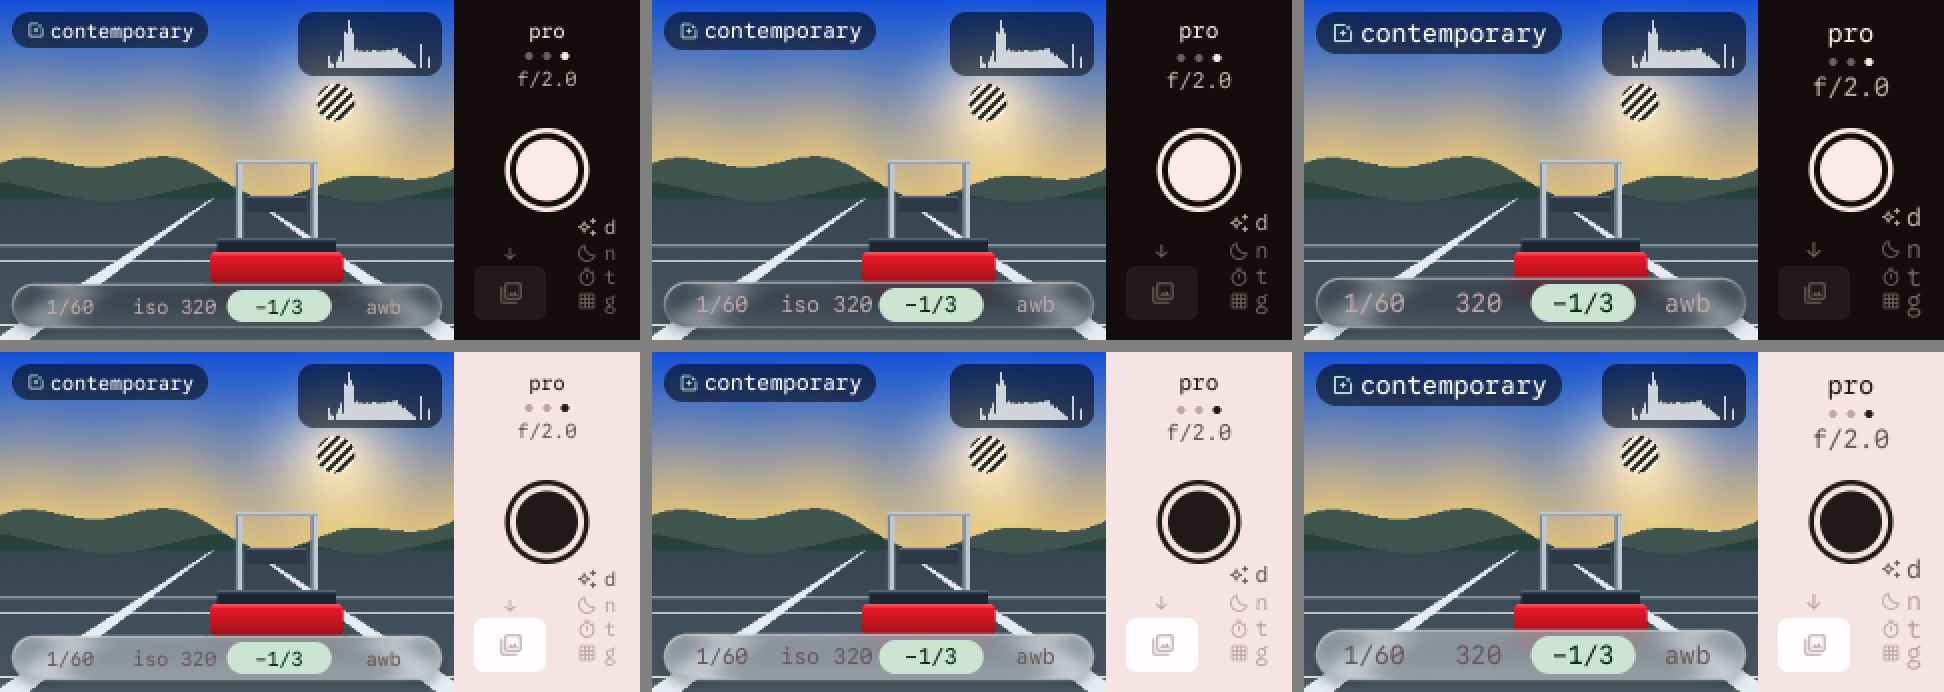 contemporary
pro
f/2.0
d
n
t
g
1/60 iso 320 −1/3 awb
contemporary
pro
f/2.0
d
n
t
g
1/60 iso 320 −1/3 awb
contemporary
pro
f/2.0
d
n
t
g
1/60 320 −1/3 awb
contemporary
pro
f/2.0
d
n
t
g
1/60 iso 320 −1/3 awb
contemporary
pro
f/2.0
d
n
t
g
1/60 iso 320 −1/3 awb
contemporary
pro
f/2.0
d
n
t
g
1/60 320 −1/3 awb